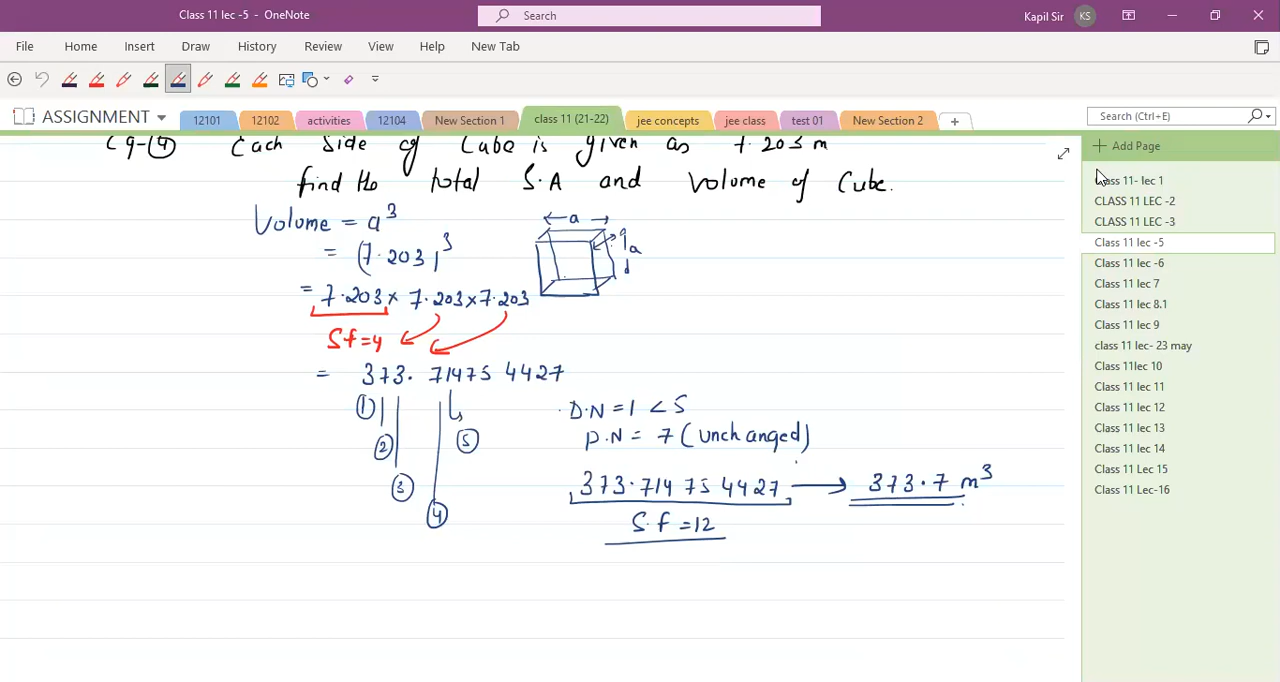 Class 11 lec -5 - OneNote
Search
Kapil Sir KS
File Home Insert Draw History Review View Help New Tab
ASSIGNMENT 12101 12102 activities 12104 New Section 1 class 11 (21-22) jee concepts jee class test 01 New Section 2 +
Search (Ctrl+E)
Eg-④ Each Side of Cube is given as 7.203 m
find the total S.A and Volume of Cube.
Volume = a³
= (7.203)³
= 7.203 x 7.203 x 7.203
Sf = 4
= 373. 71475 4427
① ② ③ ④ ⑤
a
a
D.N = 1 < 5
P.N = 7 (unchanged)
373.71475 4427 → 373.7 m³
S.f = 12
Add Page
Class 11- lec 1
CLASS 11 LEC -2
CLASS 11 LEC -3
Class 11 lec -5
Class 11 lec -6
Class 11 lec 7
Class 11 lec 8.1
Class 11 lec 9
class 11 lec- 23 may
Class 11lec 10
Class 11 lec 11
Class 11 lec 12
Class 11 lec 13
Class 11 lec 14
Class 11 Lec 15
Class 11 Lec-16